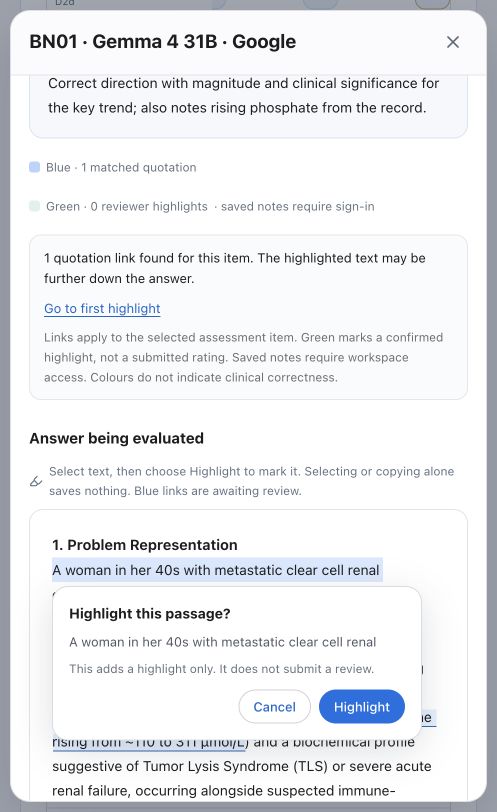 D2d
BN01 · Gemma 4 31B · Google
Correct direction with magnitude and clinical significance for
the key trend; also notes rising phosphate from the record.
Blue · 1 matched quotation
Green · 0 reviewer highlights · saved notes require sign-in
1 quotation link found for this item. The highlighted text may be
further down the answer.
Go to first highlight
Links apply to the selected assessment item. Green marks a confirmed
highlight, not a submitted rating. Saved notes require workspace
access. Colours do not indicate clinical correctness.
Answer being evaluated
Select text, then choose Highlight to mark it. Selecting or copying alone
saves nothing. Blue links are awaiting review.
1. Problem Representation
A woman in her 40s with metastatic clear cell renal
Highlight this passage?
A woman in her 40s with metastatic clear cell renal
This adds a highlight only. It does not submit a review.
Cancel
Highlight
rising from ~110 to 311 µmol/L) and a biochemical profile
suggestive of Tumor Lysis Syndrome (TLS) or severe acute
renal failure, occurring alongside suspected immune-